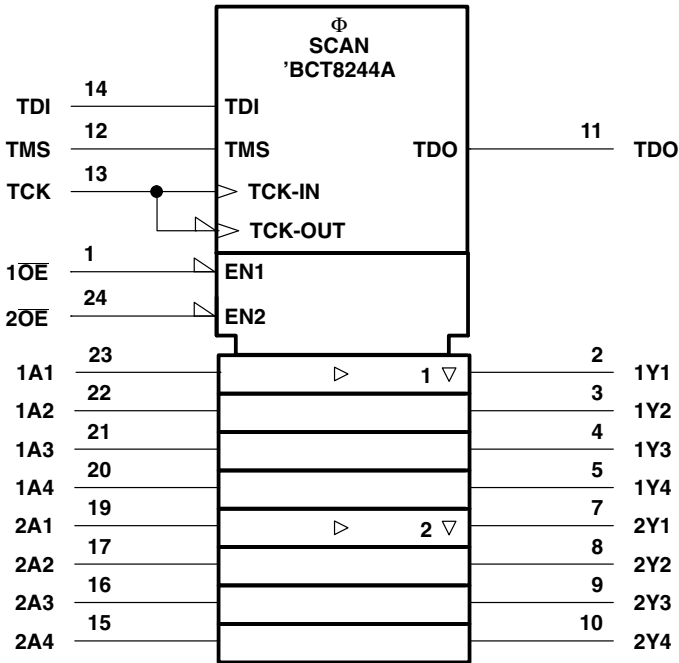 Φ
SCAN
’BCT8244A
TDI 14 TDI
TMS 12 TMS TDO 11 TDO
TCK 13 TCK-IN
TCK-OUT
1O̅E̅ 1 EN1
2O̅E̅ 24 EN2
1A1 23 ▷ 1 ▽ 2 1Y1
1A2 22 3 1Y2
1A3 21 4 1Y3
1A4 20 5 1Y4
2A1 19 ▷ 2 ▽ 7 2Y1
2A2 17 8 2Y2
2A3 16 9 2Y3
2A4 15 10 2Y4